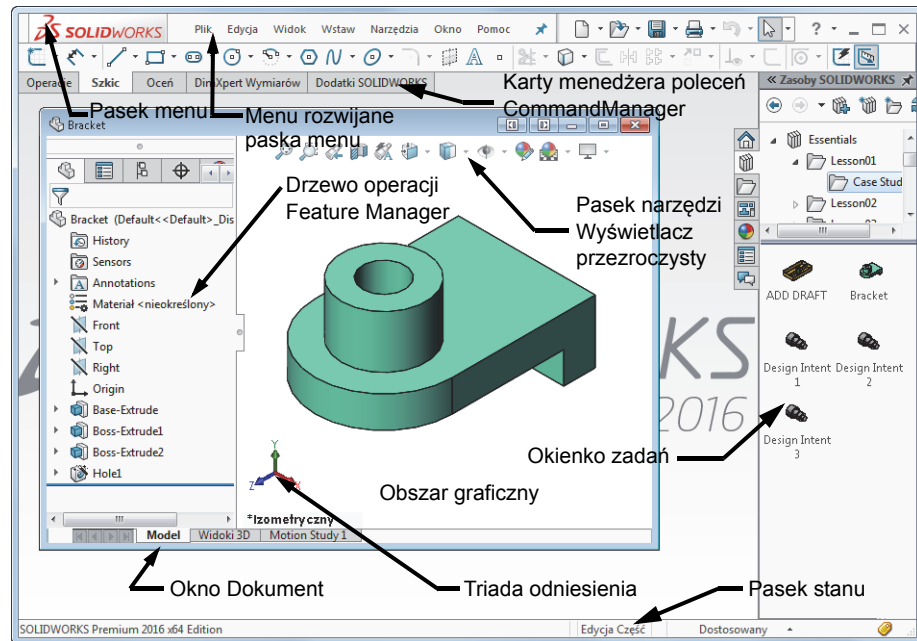 SOLIDWORKS Plik Edycja Widok Wstaw Narzędzia Okno Pomoc ?
Operacje Szkic Oceń DimXpert Wymiarów Dodatki SOLIDWORKS
Zasoby SOLIDWORKS
Pasek menu
Menu rozwijane
paska menu
Karty menedżera poleceń
CommandManager
Bracket
Essentials
Lesson01
Case Stud
Lesson02
Drzewo operacji
Feature Manager
Pasek narzędzi
Wyświetlacz
przezroczysty
Bracket (Default<<Default>_Dis
History
Sensors
Annotations
Materiał <nieokreślony>
Front
Top
Right
Origin
Base-Extrude
Boss-Extrude1
Boss-Extrude2
Hole1
ADD DRAFT Bracket
Design Intent 1
Design Intent 2
Design Intent 3
KS
2016
Okienko zadań
Y
Z X
Obszar graficzny
*Izometryczny
Model Widoki 3D Motion Study 1
Okno Dokument
Triada odniesienia
Pasek stanu
SOLIDWORKS Premium 2016 x64 Edition Edycja Część Dostosowany